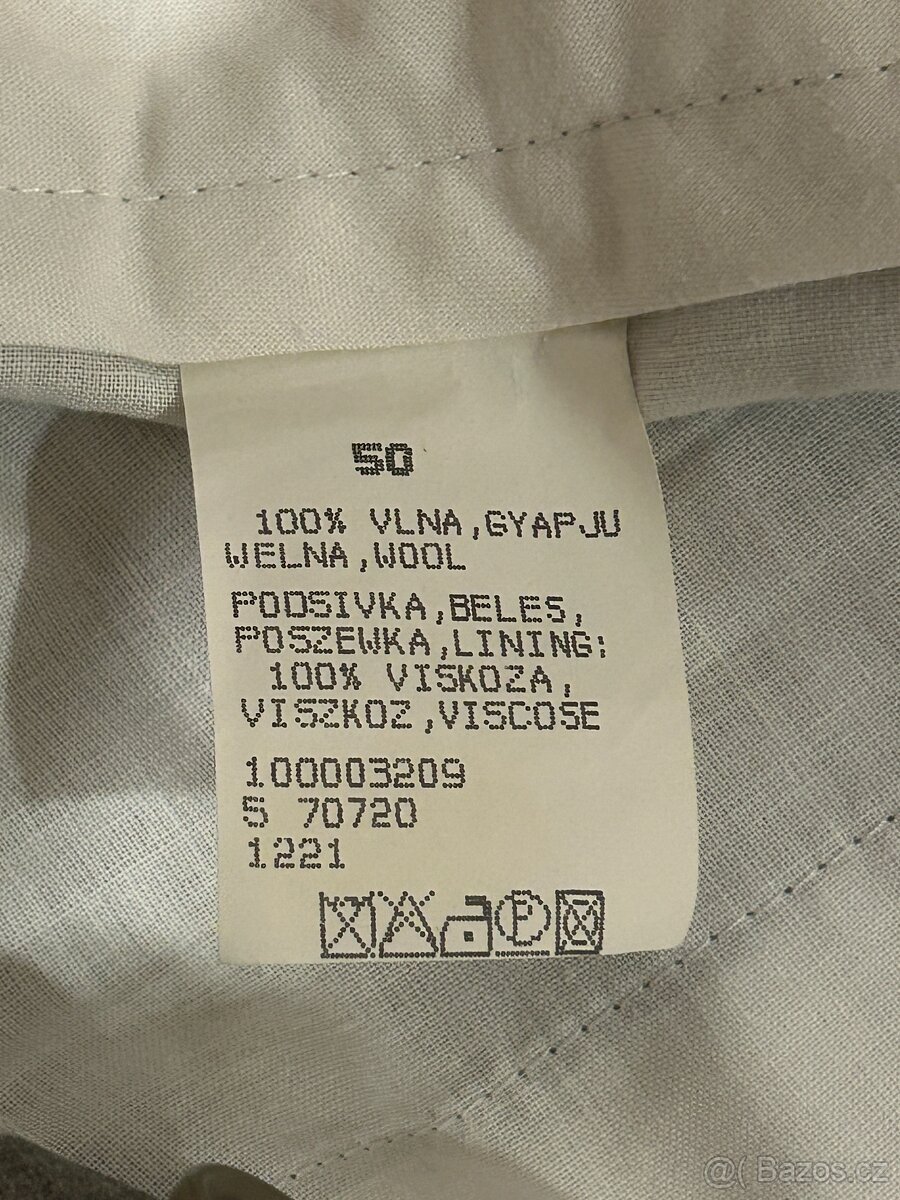 50
100% VLNA,GYAPJU
WELNA,WOOL
PODSIVKA,BELES,
POSZEWKA,LINING:
100% VISKOZA,
VISZKOZ,VISCOSE
100003209
S 70720
1221
P
@( Bazos.cz